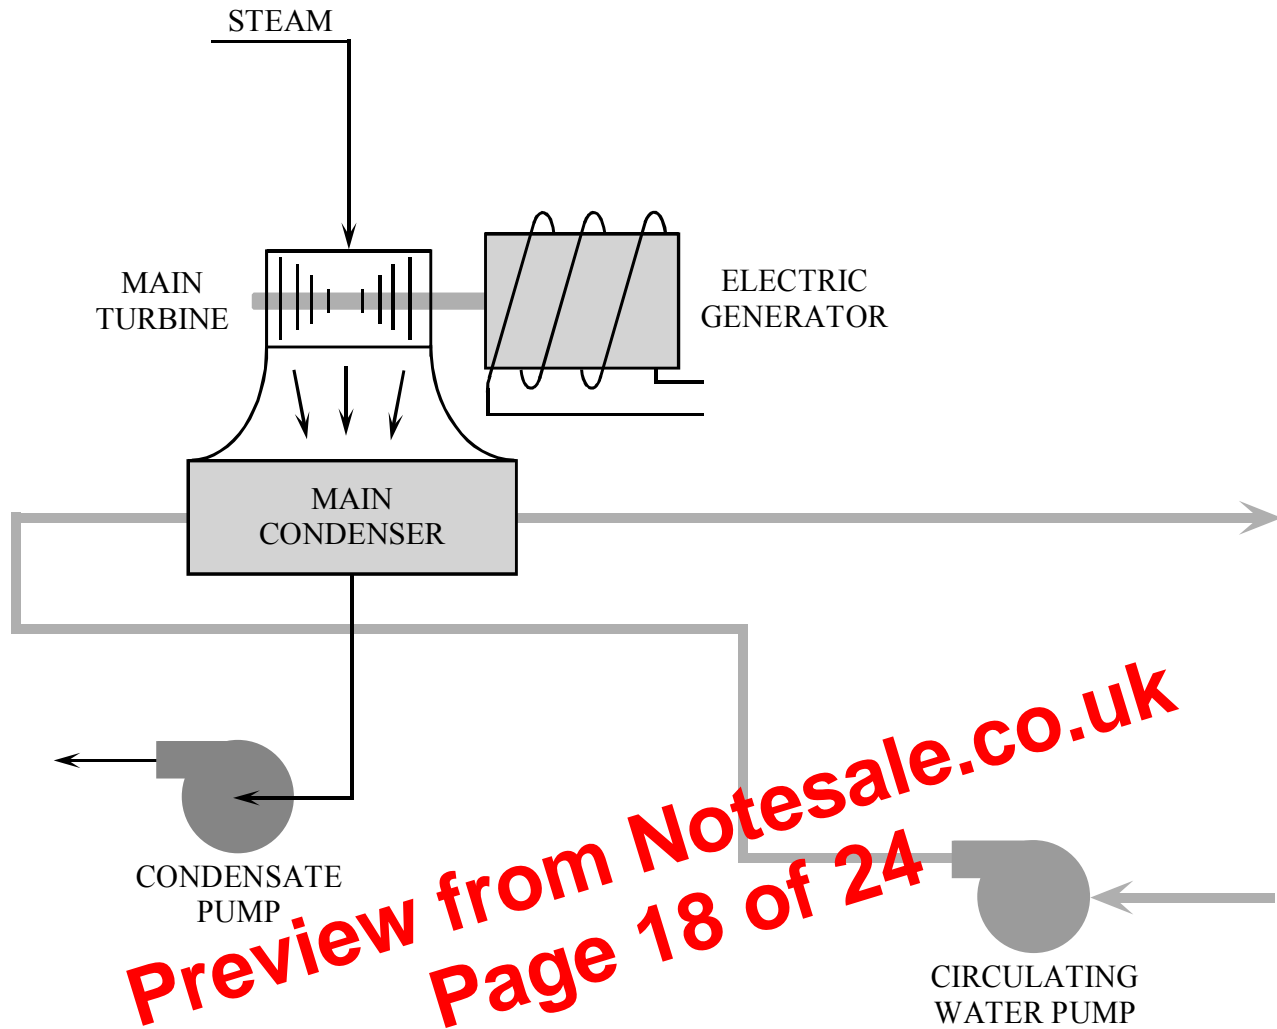 STEAM
MAIN
TURBINE
ELECTRIC
GENERATOR
MAIN
CONDENSER
CONDENSATE
PUMP
CIRCULATING
WATER PUMP
Preview from Notesale.co.uk
Page 18 of 24